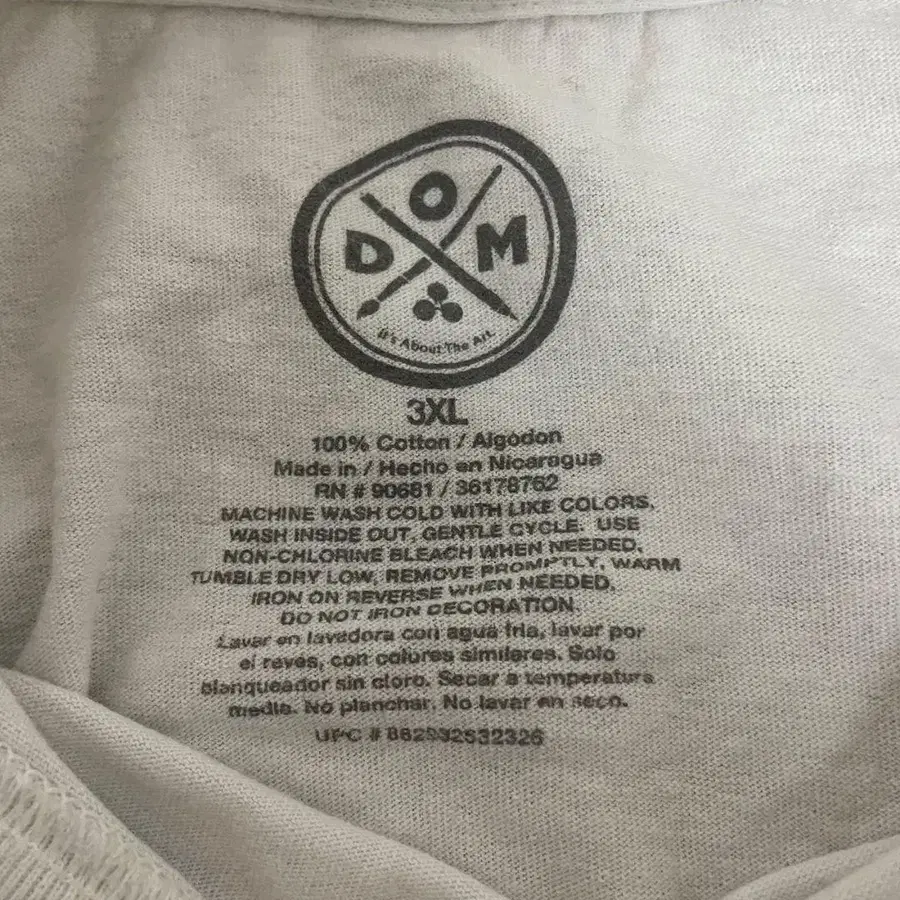 D O M
It's About The Art.
3XL
100% Cotton / Algodon
Made in / Hecho en Nicaragua
RN # 90681 / 36178762
MACHINE WASH COLD WITH LIKE COLORS,
WASH INSIDE OUT, GENTLE CYCLE. USE
NON-CHLORINE BLEACH WHEN NEEDED,
TUMBLE DRY LOW, REMOVE PROMPTLY, WARM
IRON ON REVERSE WHEN NEEDED,
DO NOT IRON DECORATION.
Lavar en lavadora con agua fria, lavar por
el reves, con colores similares. Solo
blanqueador sin cloro. Secar a temperatura
media. No planchar. No lavar en seco.
UPC #